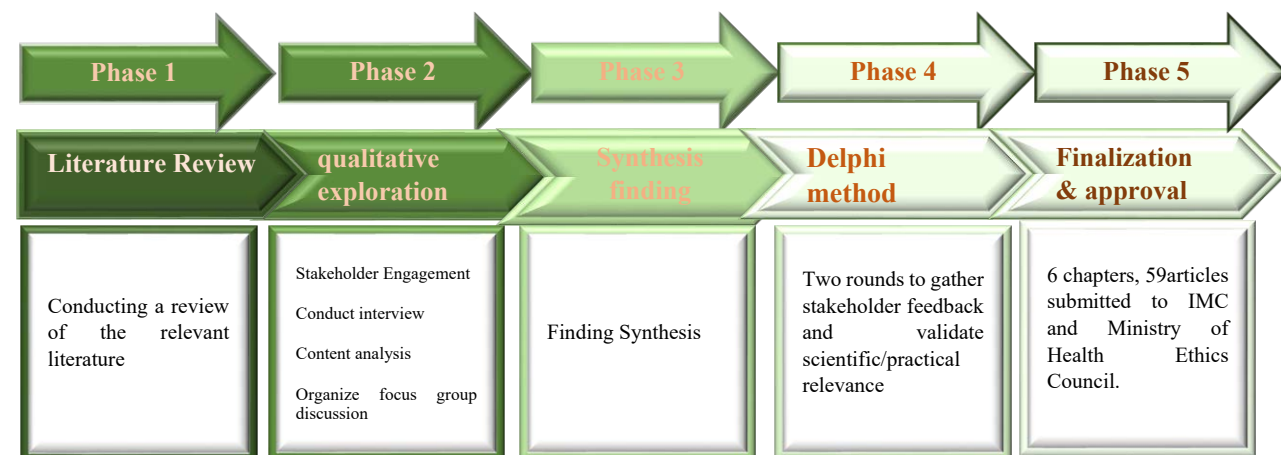 Phase 1
Phase 2
Phase 3
Phase 4
Phase 5
Literature Review
qualitative
exploration
Synthesis
finding
Delphi
method
Finalization
& approval
Conducting a review
of the relevant
literature
Stakeholder Engagement
Conduct interview
Content analysis
Organize focus group
discussion
Finding Synthesis
Two rounds to gather
stakeholder feedback
and validate
scientific/practical
relevance
6 chapters, 59articles
submitted to IMC
and Ministry of
Health Ethics
Council.